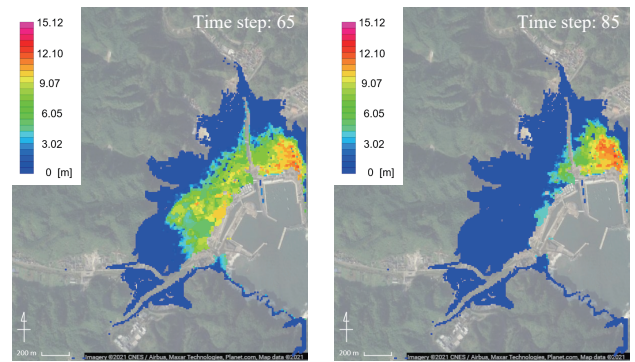 Time step: 65
15.12
12.10
9.07
6.05
3.02
0 [m]
200 m
Imagery ©2021 CNES / Airbus, Maxar Technologies, Planet.com, Map data ©2021
Time step: 85
15.12
12.10
9.07
6.05
3.02
0 [m]
200 m
Imagery ©2021 CNES / Airbus, Maxar Technologies, Planet.com, Map data ©2021